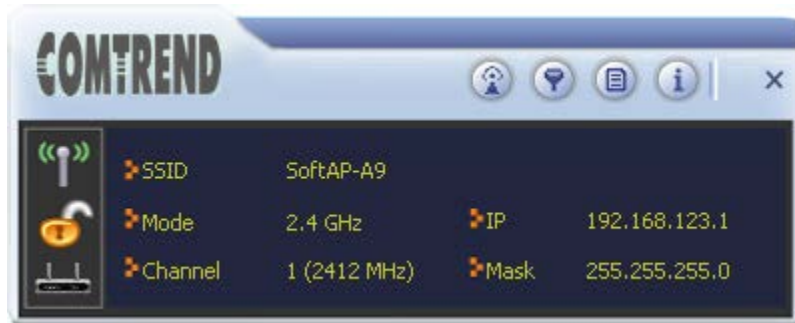 COMTREND
SSID SoftAP-A9
Mode 2.4 GHz IP 192.168.123.1
Channel 1 (2412 MHz) Mask 255.255.255.0